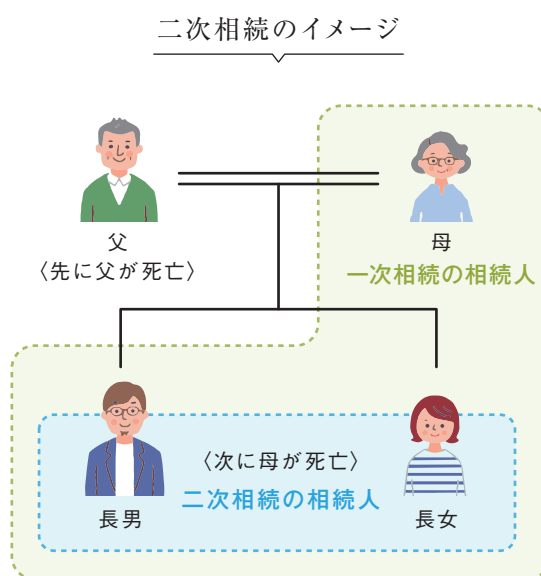 二次相続のイメージ
父
〈先に父が死亡〉
母
一次相続の相続人
〈次に母が死亡〉
二次相続の相続人
長男
長女